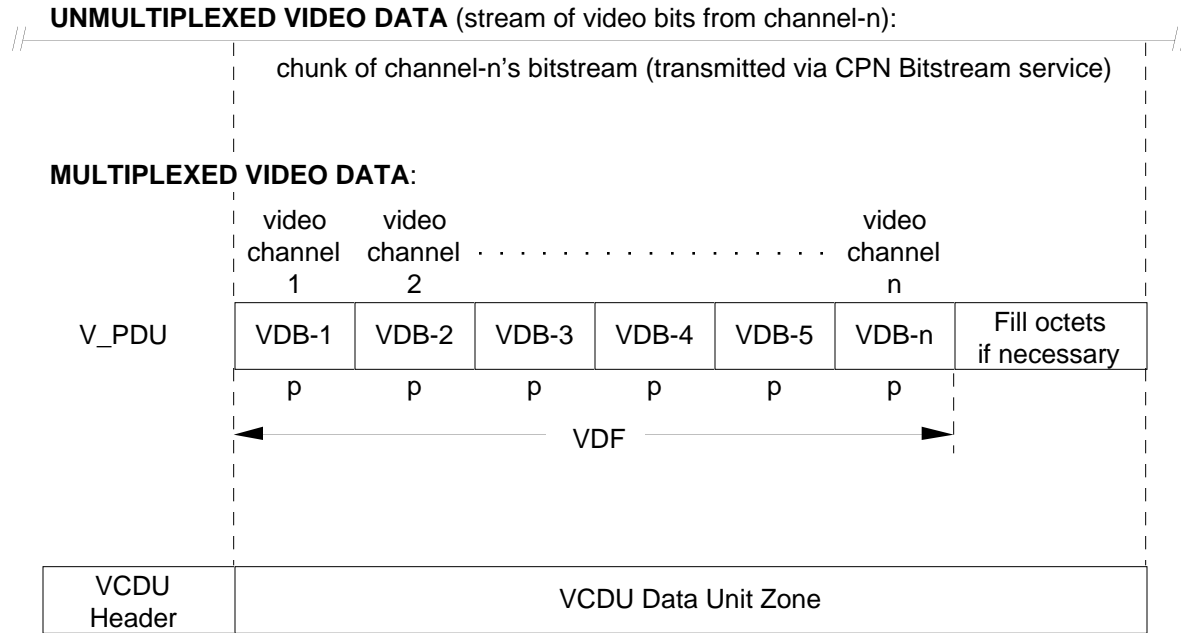 UNMULTIPLEXED VIDEO DATA (stream of video bits from channel-n):
chunk of channel-n's bitstream (transmitted via CPN Bitstream service)
MULTIPLEXED VIDEO DATA:
video channel 1
video channel 2
. . . . . . . . . . . . . . . . . .
video channel n
V_PDU
VDB-1
VDB-2
VDB-3
VDB-4
VDB-5
VDB-n
Fill octets
if necessary
p p p p p p
VDF
VCDU
Header
VCDU Data Unit Zone